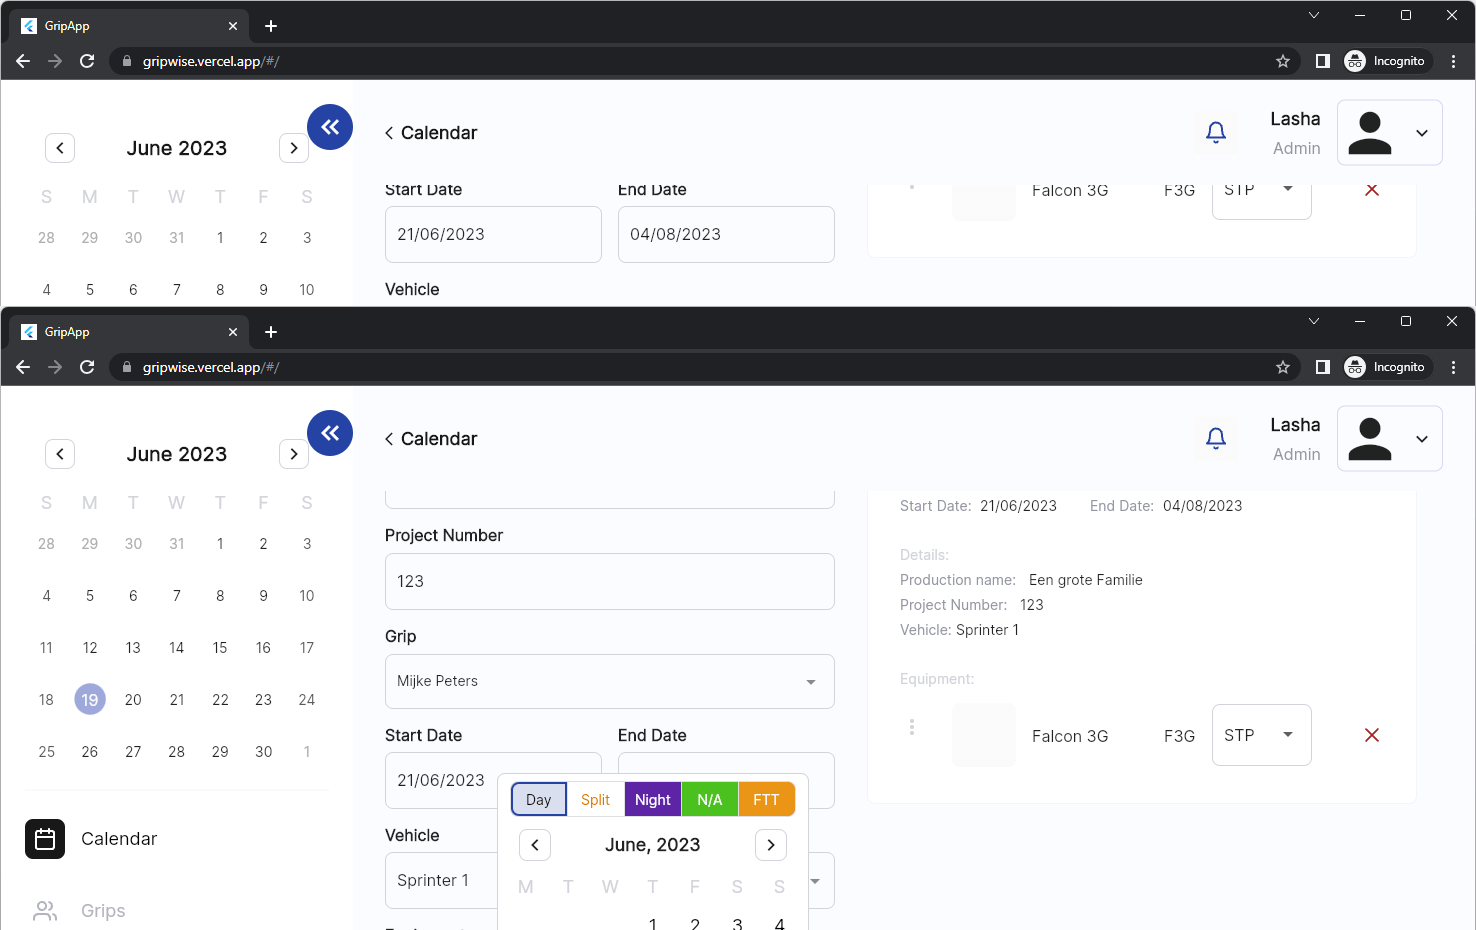 GripApp
gripwise.vercel.app/#/
Incognito
June 2023
Calendar
Lasha
Admin
S M T W T F S
28 29 30 31 1 2 3
4 5 6 7 8 9 10
Start Date
End Date
21/06/2023
04/08/2023
Vehicle
Falcon 3G
F3G
STP
GripApp
gripwise.vercel.app/#/
Incognito
June 2023
S M T W T F S
28 29 30 31 1 2 3
4 5 6 7 8 9 10
11 12 13 14 15 16 17
18 19 20 21 22 23 24
25 26 27 28 29 30 1
Calendar
Grips
Calendar
Lasha
Admin
Project Number
123
Grip
Mijke Peters
Start Date
End Date
21/06/2023
Vehicle
Sprinter 1
Day Split Night N/A FTT
June, 2023
M T W T F S S
1 2 3 4
Start Date: 21/06/2023 End Date: 04/08/2023
Details:
Production name: Een grote Familie
Project Number: 123
Vehicle: Sprinter 1
Equipment:
Falcon 3G F3G STP